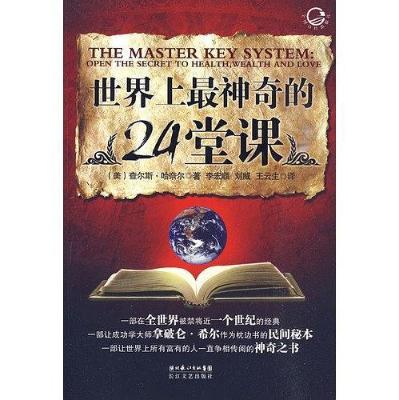 THE MASTER KEY SYSTEM:
OPEN THE SECRET TO HEALTH,WEALTH AND LOVE
世界上最神奇的
24堂课
(美) 查尔斯·哈奈尔◎著 李宏顺 刘威 王云生◎译
一部在全世界被禁将近一个世纪的经典
一部让成功学大师拿破仑·希尔作为枕边书的民间秘本
一部让世界上所有富有的人一直争相传阅的神奇之书
长江文艺出版社